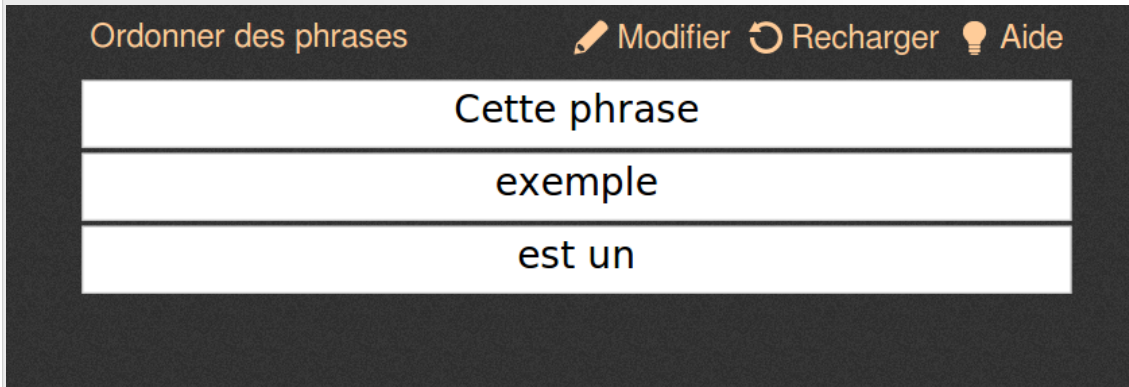 Ordonner des phrases Modifier Recharger Aide
Cette phrase
exemple
est un